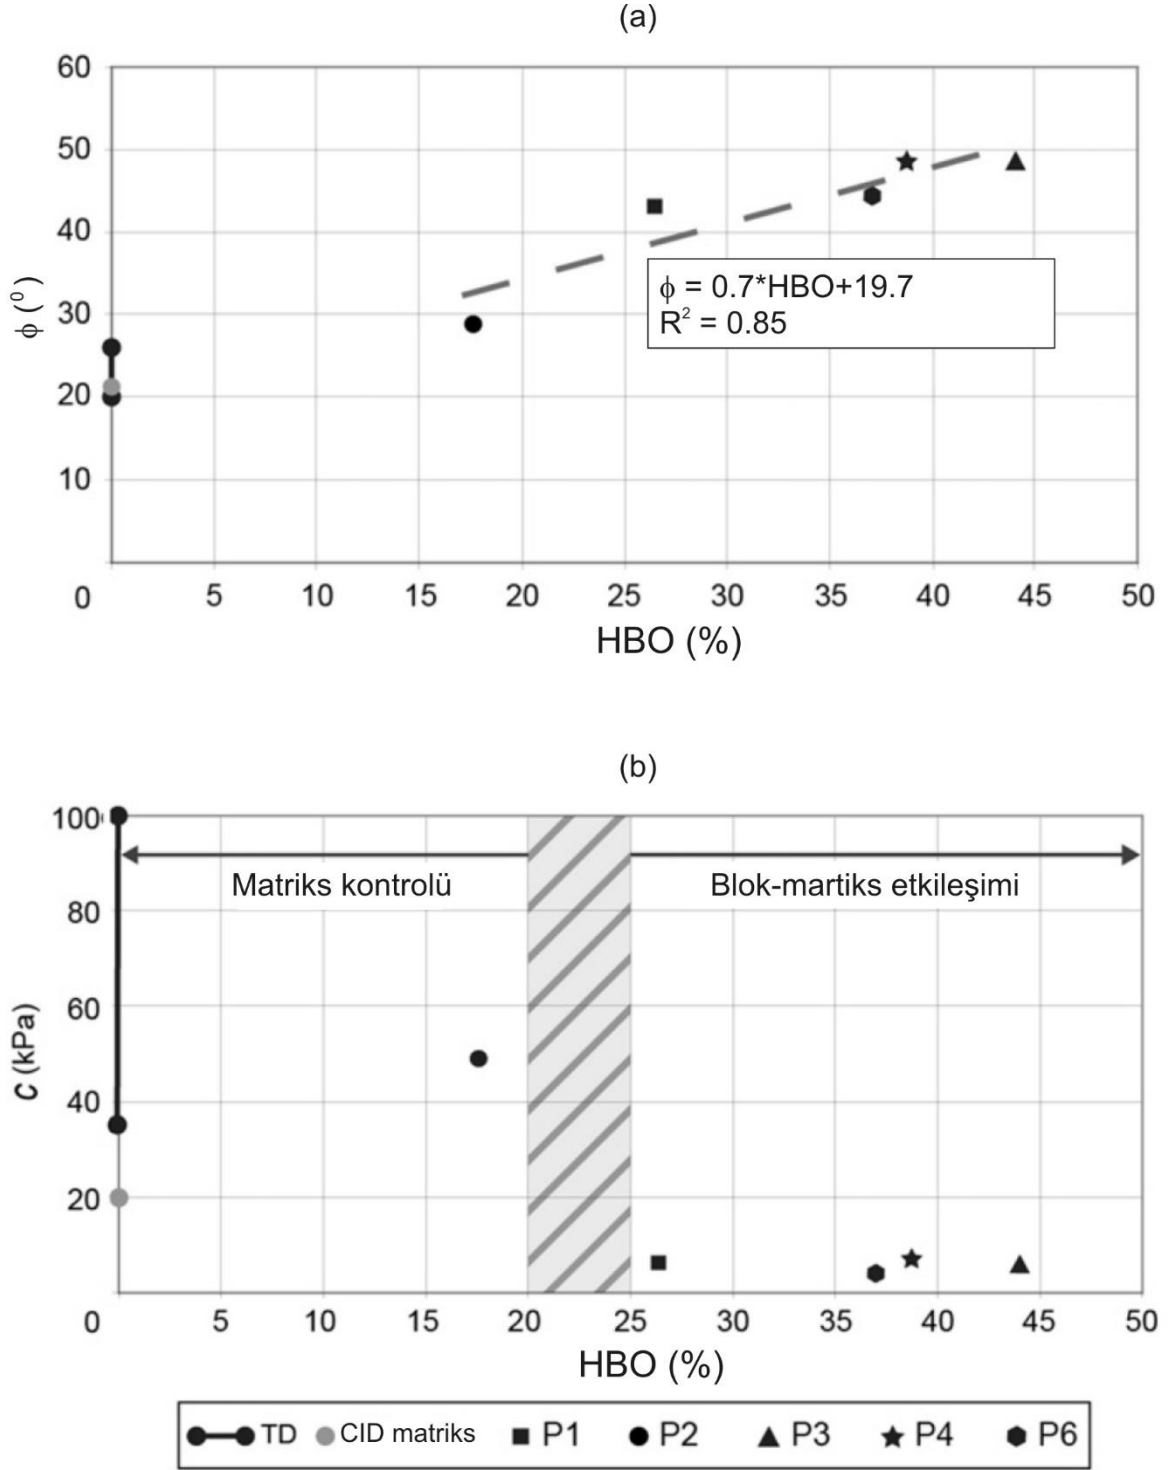 (a)
60
50
40
30
20
10
0
ϕ (⁰)
ϕ = 0.7*HBO+19.7
R² = 0.85
5 10 15 20 25 30 35 40 45 50
HBO (%)
(b)
100
80
60
40
20
0
C (kPa)
Matriks kontrolü
Blok-martiks etkileşimi
5 10 15 20 25 30 35 40 45 50
HBO (%)
TD CID matriks P1 P2 P3 P4 P6